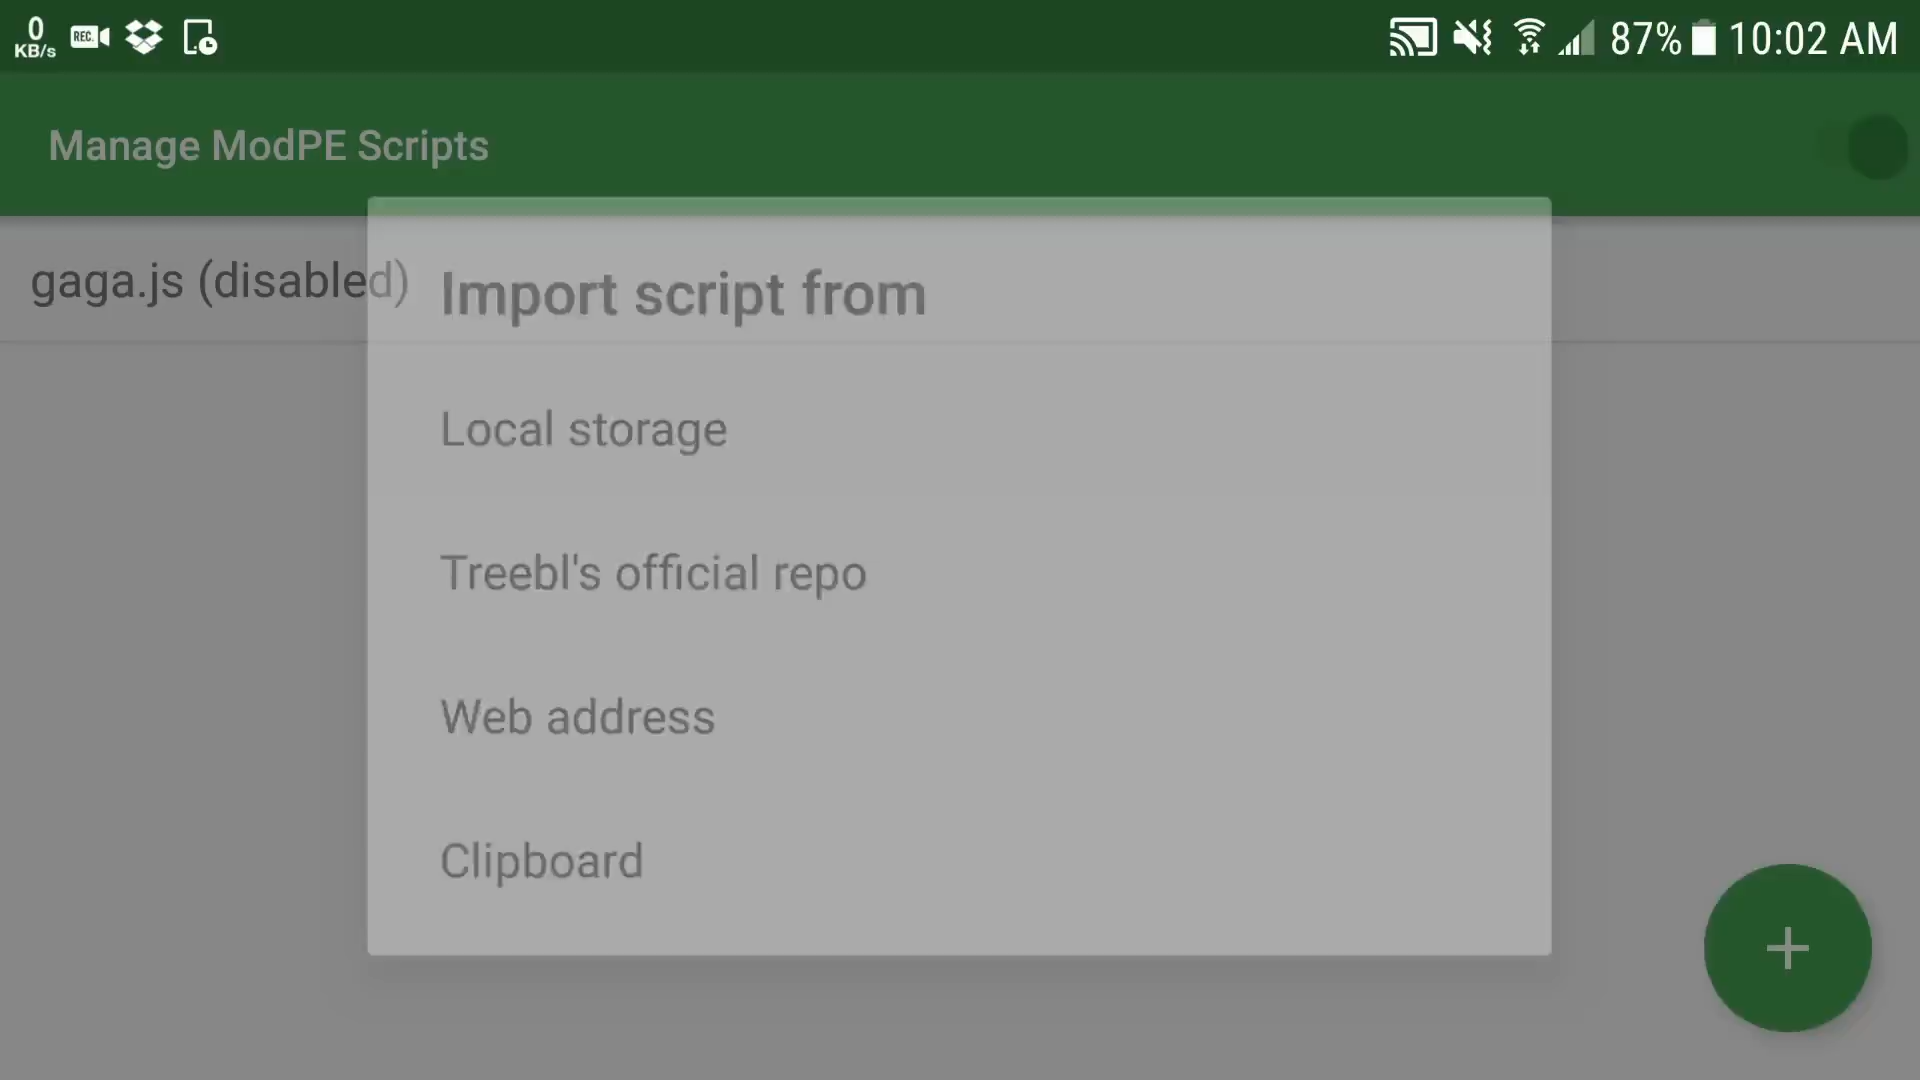 0
KB/s
REC.
87%
10:02 AM
Manage ModPE Scripts
gaga.js (disabled)
Import script from
Local storage
Treebl's official repo
Web address
Clipboard